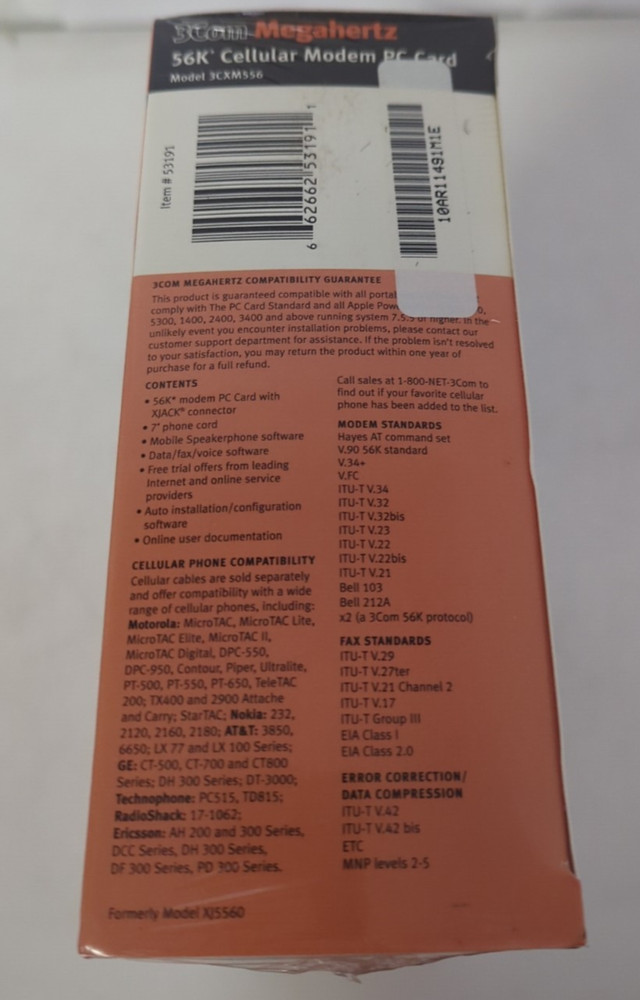 3Com Megahertz
56K* Cellular Modem PC Card
Model 3CXM556
Item # 53191
6 62662 53191 1
10AR11491M1E
3COM MEGAHERTZ COMPATIBILITY GUARANTEE
This product is guaranteed compatible with all
comply with The PC Card Standard and all Apple
5300, 1400, 2400, 3400 and above running system 7.5.5 or higher. In the
unlikely event you encounter installation problems, please contact our
customer support department for assistance. If the problem isn't resolved
to your satisfaction, you may return the product within one year of
purchase for a full refund.
CONTENTS
• 56K* modem PC Card with
XJACK® connector
• 7' phone cord
• Mobile Speakerphone software
• Data/fax/voice software
• Free trial offers from leading
Internet and online service
providers
• Auto installation/configuration
software
• Online user documentation
CELLULAR PHONE COMPATIBILITY
Cellular cables are sold separately
and offer compatibility with a wide
range of cellular phones, including:
Motorola: MicroTAC, MicroTAC Lite,
MicroTAC Elite, MicroTAC II,
MicroTAC Digital, DPC-550,
DPC-950, Contour, Piper, Ultralite,
PT-500, PT-550, PT-650, TeleTAC
200; TX400 and 2900 Attache
and Carry; StarTAC; Nokia: 232,
2120, 2160, 2180; AT&T: 3850,
6650; LX 77 and LX 100 Series;
GE: CT-500, CT-700 and CT800
Series; DH 300 Series; DT-3000;
Technophone: PC515, TD815;
RadioShack: 17-1062;
Ericsson: AH 200 and 300 Series,
DCC Series, DH 300 Series,
DF 300 Series, PD 300 Series.
Formerly Model XJ5560
Call sales at 1-800-NET-3Com to
find out if your favorite cellular
phone has been added to the list.
MODEM STANDARDS
Hayes AT command set
V.90 56K standard
V.34+
V.FC
ITU-T V.34
ITU-T V.32
ITU-T V.32bis
ITU-T V.23
ITU-T V.22
ITU-T V.22bis
ITU-T V.21
Bell 103
Bell 212A
x2 (a 3Com 56K protocol)
FAX STANDARDS
ITU-T V.29
ITU-T V.27ter
ITU-T V.21 Channel 2
ITU-T V.17
ITU-T Group III
EIA Class I
EIA Class 2.0
ERROR CORRECTION/
DATA COMPRESSION
ITU-T V.42
ITU-T V.42 bis
ETC
MNP levels 2-5